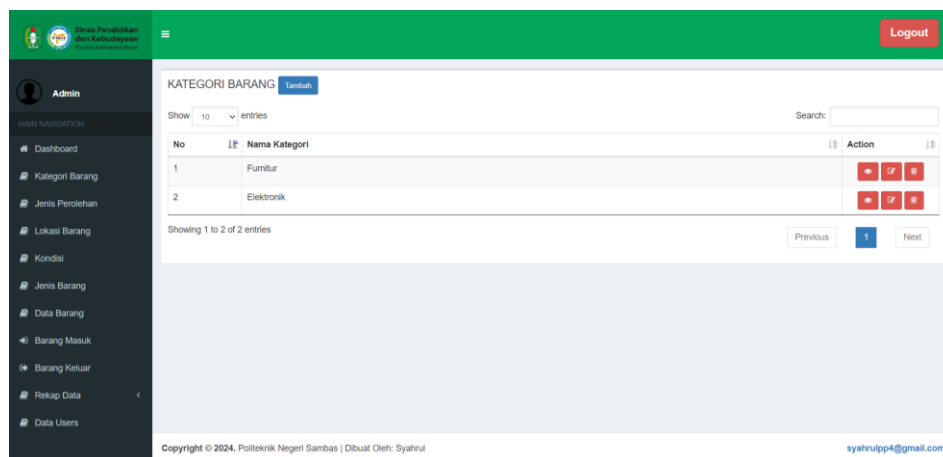 Dinas Pendidikan
dan Kebudayaan
Provinsi Kalimantan Barat
Logout
Admin
MAIN NAVIGATION
Dashboard
Kategori Barang
Jenis Perolehan
Lokasi Barang
Kondisi
Jenis Barang
Data Barang
Barang Masuk
Barang Keluar
Rekap Data
Data Users
KATEGORI BARANG Tambah
Show 10 entries Search:
No Nama Kategori Action
1 Furnitur
2 Elektronik
Showing 1 to 2 of 2 entries
Previous 1 Next
Copyright © 2024. Politeknik Negeri Sambas | Dibuat Oleh: Syahrul
syahrulpp4@gmail.com